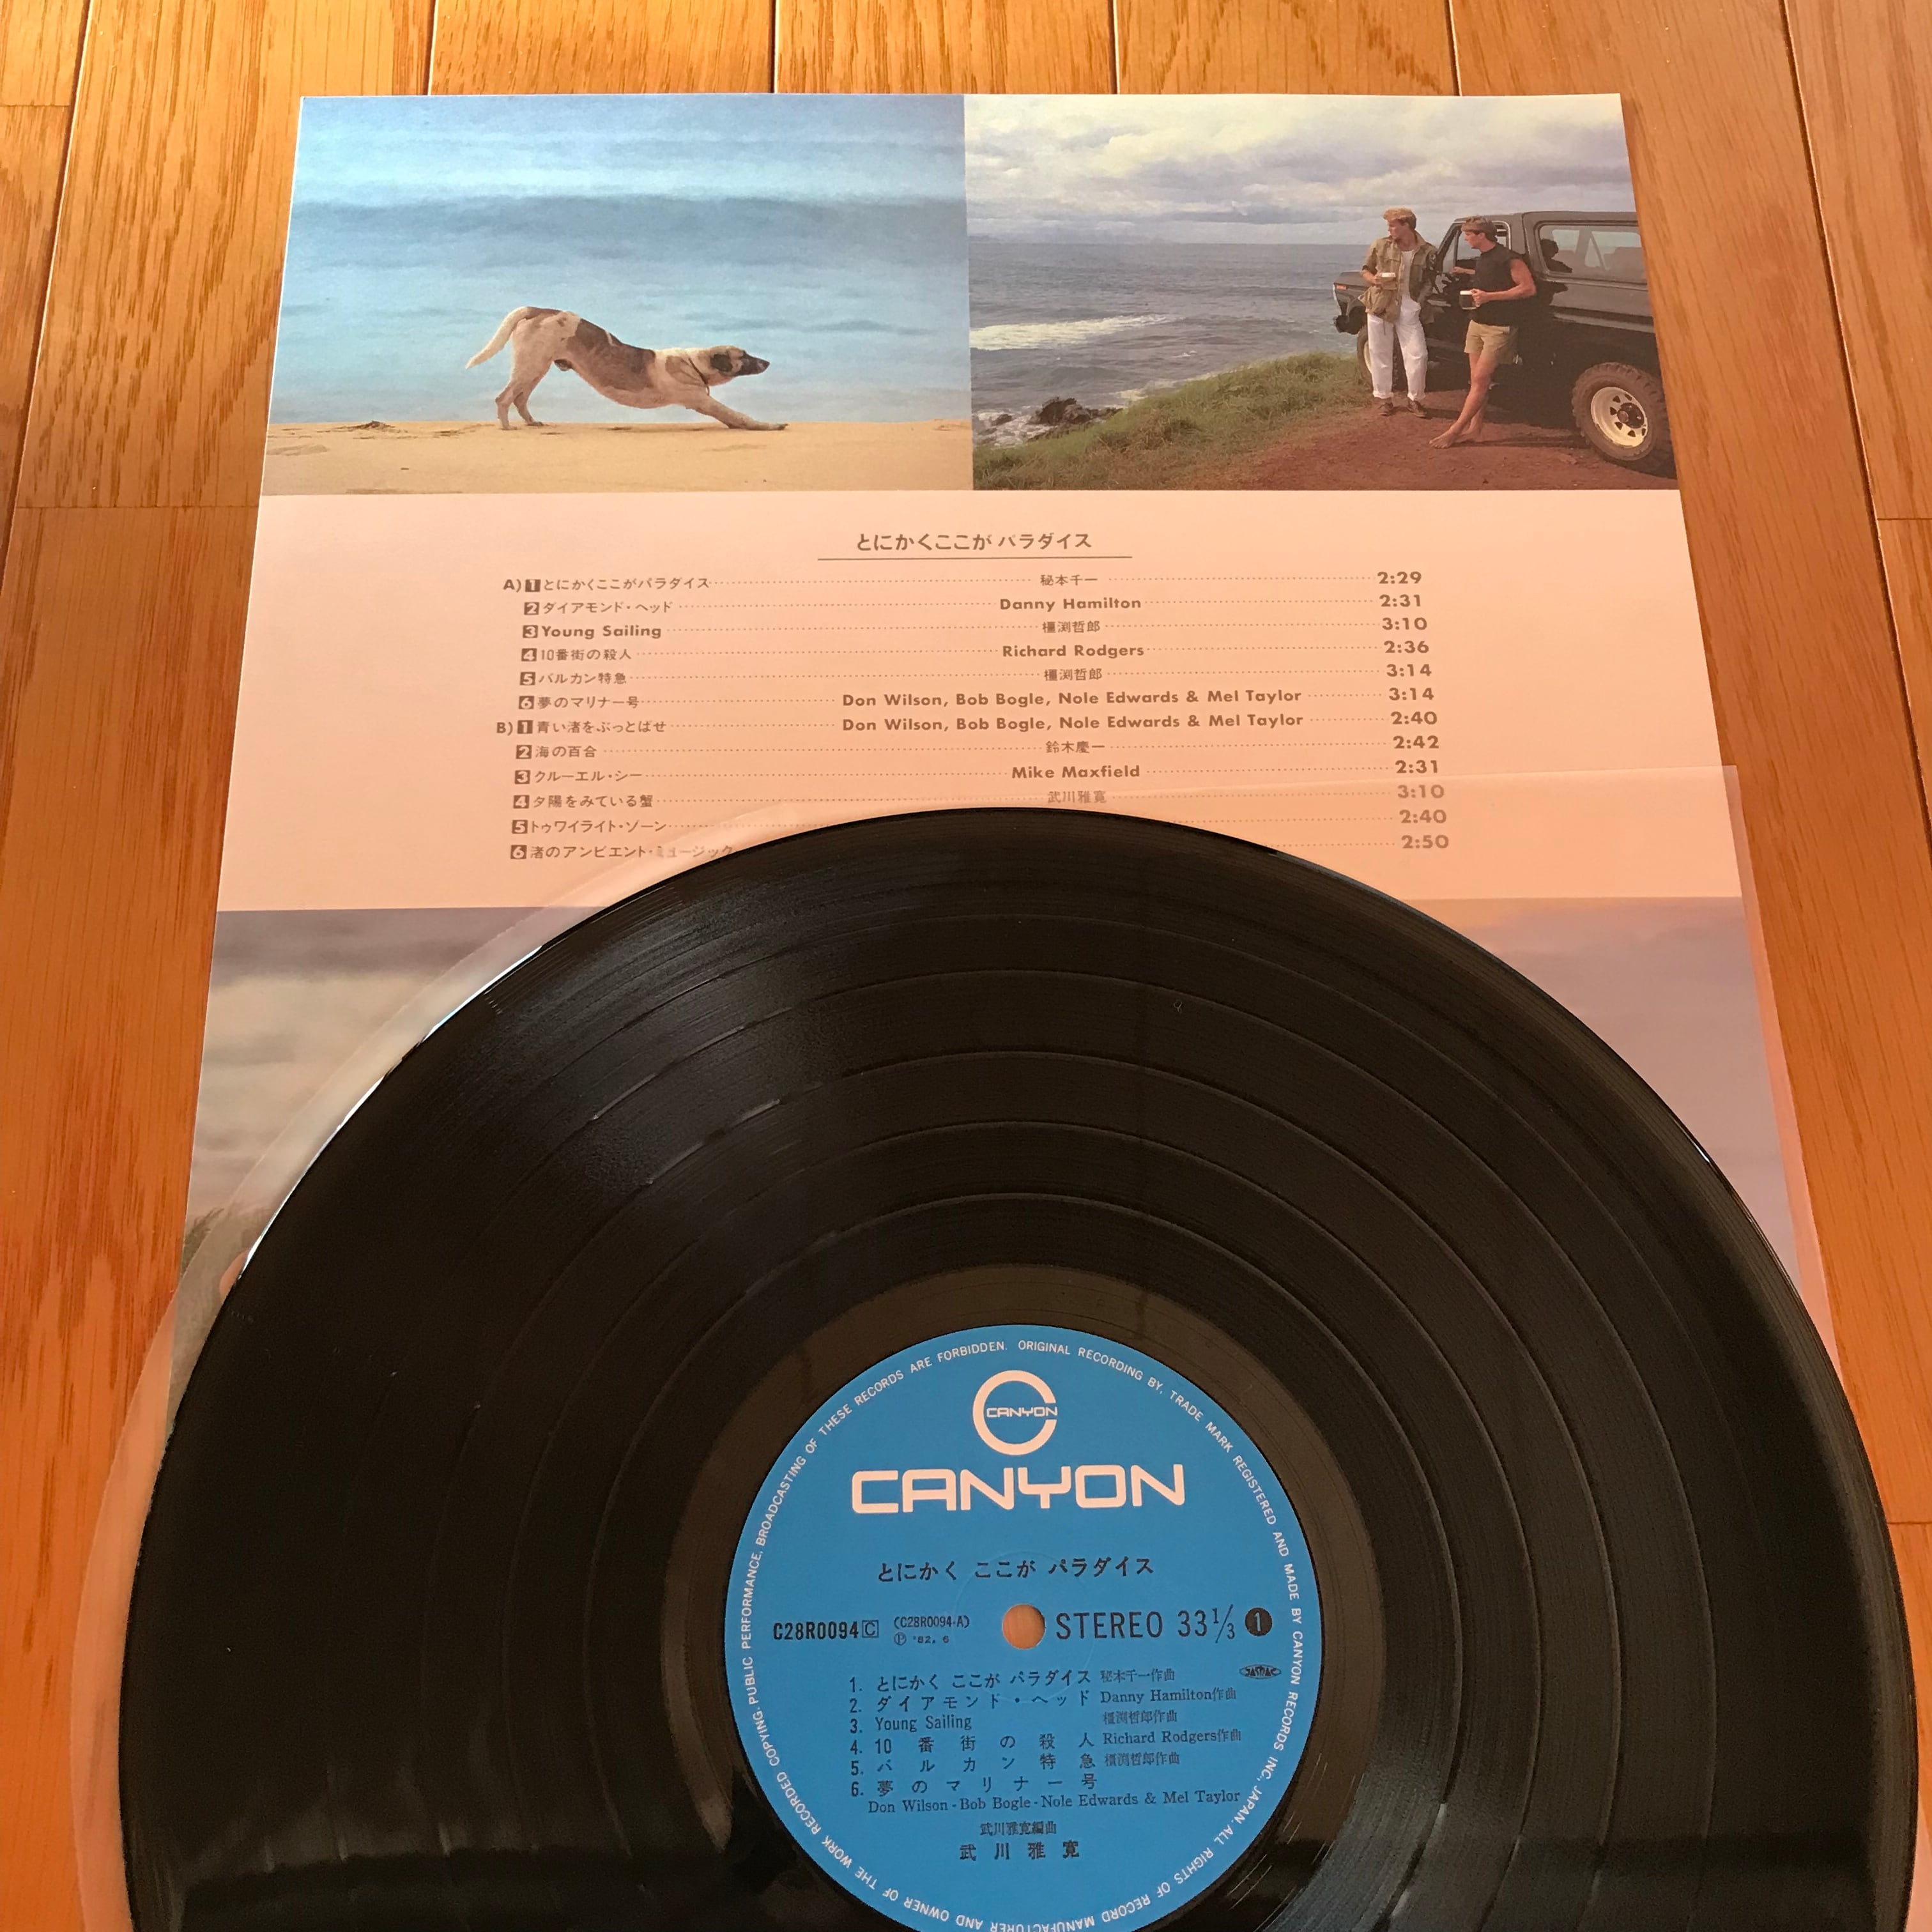 とにかくここが パラダイス
A) 1 とにかくここがパラダイス 秘本千一 2:29
2 ダイアモンド・ヘッド Danny Hamilton 2:31
3 Young Sailing 橿渕哲郎 3:10
4 10番街の殺人 Richard Rodgers 2:36
5 バルカン特急 橿渕哲郎 3:14
6 夢のマリナー号 Don Wilson, Bob Bogle, Nole Edwards & Mel Taylor 3:14
B) 1 青い渚をぶっとばせ Don Wilson, Bob Bogle, Nole Edwards & Mel Taylor 2:40
2 海の百合 鈴木慶一 2:42
3 クルーエル・シー Mike Maxfield 2:31
4 夕陽をみている蟹 武川雅寛 3:10
5 トゥワイライト・ゾーン 2:40
6 渚のアンビエント・ミュージック 2:50
OF THE WORK RECORDED COPYING. PUBLIC PERFORMANCE. BROADCASTING OF THESE RECORDS ARE FORBIDDEN. ORIGINAL RECORDING BY, TRADE MARK REGISTERED AND MADE BY CANYON RECORDS INC., JAPAN. ALL RIGHTS OF RECORD MANUFACTURER AND OWNER
CANYON
CANYON
とにかく ここが パラダイス
C28R0094 C (C28R0094-A) STEREO 33 1/3 1
Ⓟ '82, 6
JASRAC
1. とにかく ここが パラダイス 秘本千一作曲
2. ダイアモンド・ヘッド Danny Hamilton作曲
3. Young Sailing 橿渕哲郎作曲
4. 10番街の殺人 Richard Rodgers作曲
5. バルカン特急 橿渕哲郎作曲
6. 夢のマリナー号
Don Wilson - Bob Bogle - Nole Edwards & Mel Taylor
武川雅寛編曲
武川雅寛